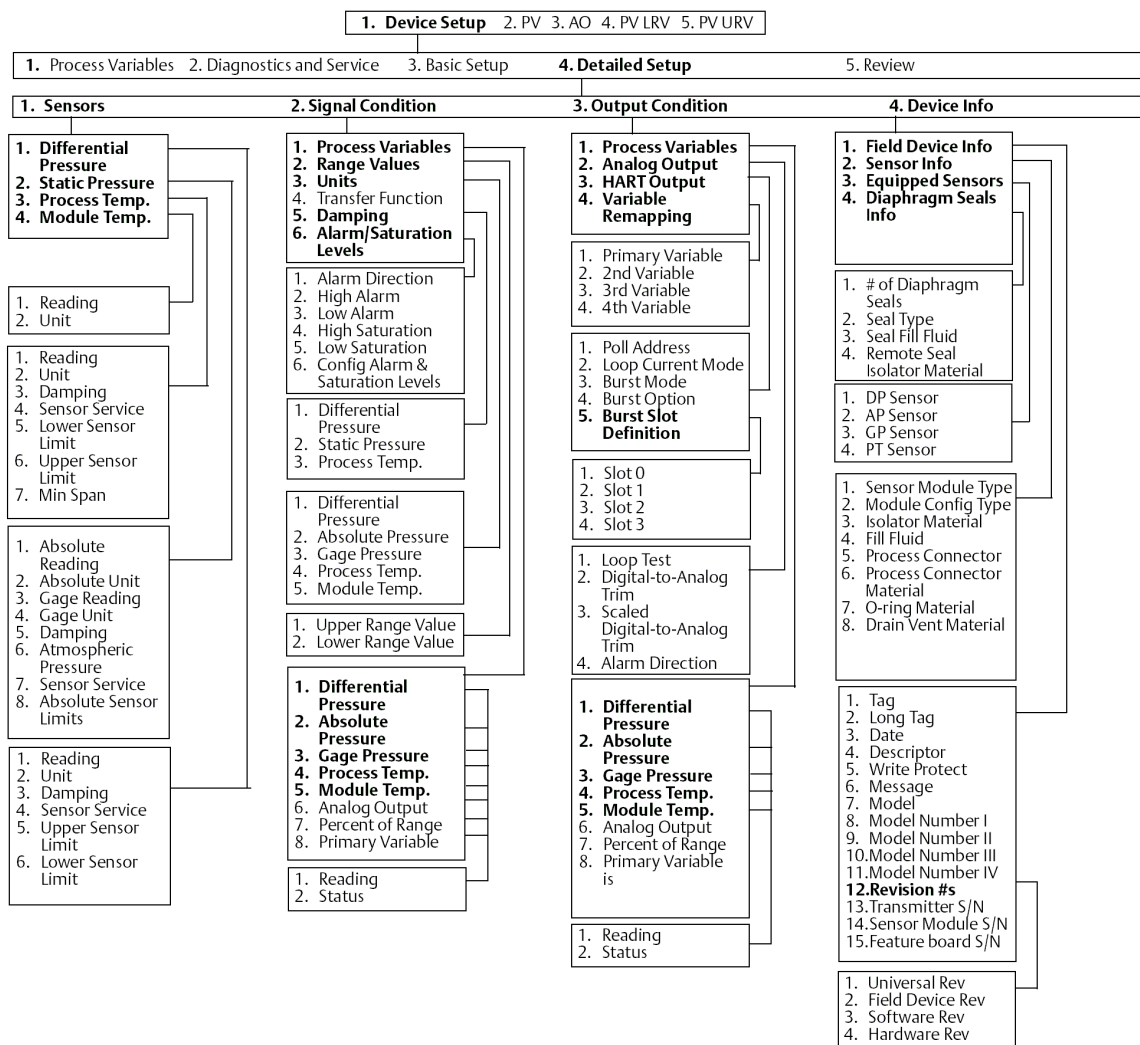 1. Device Setup 2. PV 3. AO 4. PV LRV 5. PV URV
1. Process Variables 2. Diagnostics and Service 3. Basic Setup 4. Detailed Setup 5. Review
1. Sensors 2. Signal Condition 3. Output Condition 4. Device Info
1. Differential
Pressure
2. Static Pressure
3. Process Temp.
4. Module Temp.
1. Reading
2. Unit
1. Reading
2. Unit
3. Damping
4. Sensor Service
5. Lower Sensor
Limit
6. Upper Sensor
Limit
7. Min Span
1. Absolute
Reading
2. Absolute Unit
3. Gage Reading
4. Gage Unit
5. Damping
6. Atmospheric
Pressure
7. Sensor Service
8. Absolute Sensor
Limits
1. Reading
2. Unit
3. Damping
4. Sensor Service
5. Upper Sensor
Limit
6. Lower Sensor
Limit
1. Process Variables
2. Range Values
3. Units
4. Transfer Function
5. Damping
6. Alarm/Saturation
Levels
1. Alarm Direction
2. High Alarm
3. Low Alarm
4. High Saturation
5. Low Saturation
6. Config Alarm &
Saturation Levels
1. Differential
Pressure
2. Static Pressure
3. Process Temp.
1. Differential
Pressure
2. Absolute Pressure
3. Gage Pressure
4. Process Temp.
5. Module Temp.
1. Upper Range Value
2. Lower Range Value
1. Differential
Pressure
2. Absolute
Pressure
3. Gage Pressure
4. Process Temp.
5. Module Temp.
6. Analog Output
7. Percent of Range
8. Primary Variable
1. Reading
2. Status
1. Process Variables
2. Analog Output
3. HART Output
4. Variable
Remapping
1. Primary Variable
2. 2nd Variable
3. 3rd Variable
4. 4th Variable
1. Poll Address
2. Loop Current Mode
3. Burst Mode
4. Burst Option
5. Burst Slot
Definition
1. Slot 0
2. Slot 1
3. Slot 2
4. Slot 3
1. Loop Test
2. Digital-to-Analog
Trim
3. Scaled
Digital-to-Analog
Trim
4. Alarm Direction
1. Differential
Pressure
2. Absolute
Pressure
3. Gage Pressure
4. Process Temp.
5. Module Temp.
6. Analog Output
7. Percent of Range
8. Primary Variable
is
1. Reading
2. Status
1. Field Device Info
2. Sensor Info
3. Equipped Sensors
4. Diaphragm Seals
Info
1. # of Diaphragm
Seals
2. Seal Type
3. Seal Fill Fluid
4. Remote Seal
Isolator Material
1. DP Sensor
2. AP Sensor
3. GP Sensor
4. PT Sensor
1. Sensor Module Type
2. Module Config Type
3. Isolator Material
4. Fill Fluid
5. Process Connector
6. Process Connector
Material
7. O-ring Material
8. Drain Vent Material
1. Tag
2. Long Tag
3. Date
4. Descriptor
5. Write Protect
6. Message
7. Model
8. Model Number I
9. Model Number II
10.Model Number III
11.Model Number IV
12.Revision #s
13.Transmitter S/N
14.Sensor Module S/N
15.Feature board S/N
1. Universal Rev
2. Field Device Rev
3. Software Rev
4. Hardware Rev